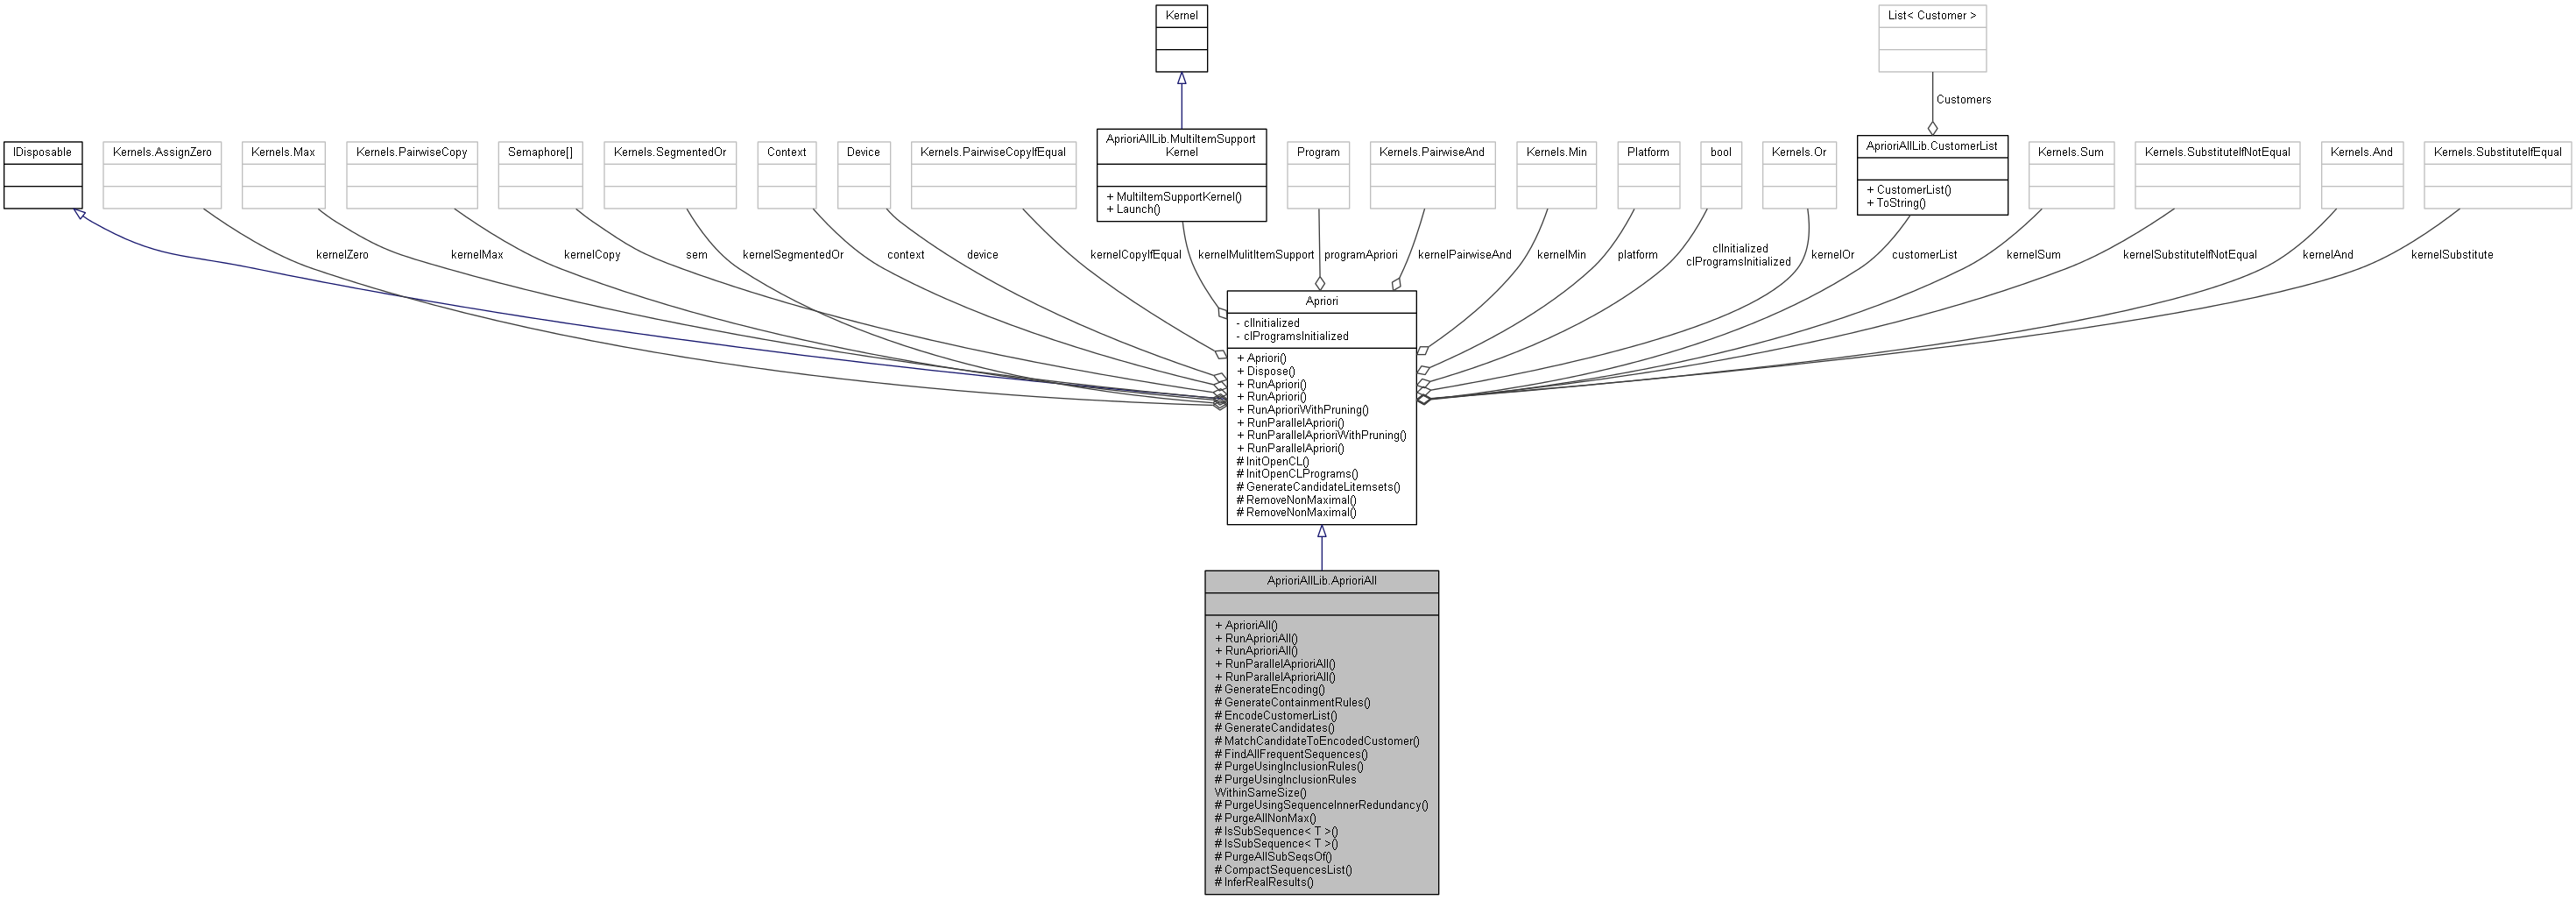 Kernel
List< Customer >
Customers
IDisposable
Kernels.AssignZero
Kernels.Max
Kernels.PairwiseCopy
Semaphore[]
Kernels.SegmentedOr
Context
Device
Kernels.PairwiseCopyIfEqual
AprioriAllLib.MultiItemSupport
Kernel
+ MultiItemSupportKernel()
+ Launch()
Program
Kernels.PairwiseAnd
Kernels.Min
Platform
bool
Kernels.Or
AprioriAllLib.CustomerList
+ CustomerList()
+ ToString()
Kernels.Sum
Kernels.SubstituteIfNotEqual
Kernels.And
Kernels.SubstituteIfEqual
kernelZero
kernelMax
kernelCopy
sem
kernelSegmentedOr
context
device
kernelCopyIfEqual
kernelMulitItemSupport
programApriori
kernelPairwiseAnd
kernelMin
platform
clInitialized
clProgramsInitialized
kernelOr
customerList
kernelSum
kernelSubstituteIfNotEqual
kernelAnd
kernelSubstitute
Apriori
- clInitialized
- clProgramsInitialized
+ Apriori()
+ Dispose()
+ RunApriori()
+ RunApriori()
+ RunAprioriWithPruning()
+ RunParallelApriori()
+ RunParallelAprioriWithPruning()
+ RunParallelApriori()
# InitOpenCL()
# InitOpenCLPrograms()
# GenerateCandidateLitemsets()
# RemoveNonMaximal()
# RemoveNonMaximal()
AprioriAllLib.AprioriAll
+ AprioriAll()
+ RunAprioriAll()
+ RunAprioriAll()
+ RunParallelAprioriAll()
+ RunParallelAprioriAll()
# GenerateEncoding()
# GenerateContainmentRules()
# EncodeCustomerList()
# GenerateCandidates()
# MatchCandidateToEncodedCustomer()
# FindAllFrequentSequences()
# PurgeUsingInclusionRules()
# PurgeUsingInclusionRules
WithinSameSize()
# PurgeUsingSequenceInnerRedundancy()
# PurgeAllNonMax()
# IsSubSequence< T >()
# IsSubSequence< T >()
# PurgeAllSubSeqsOf()
# CompactSequencesList()
# InferRealResults()